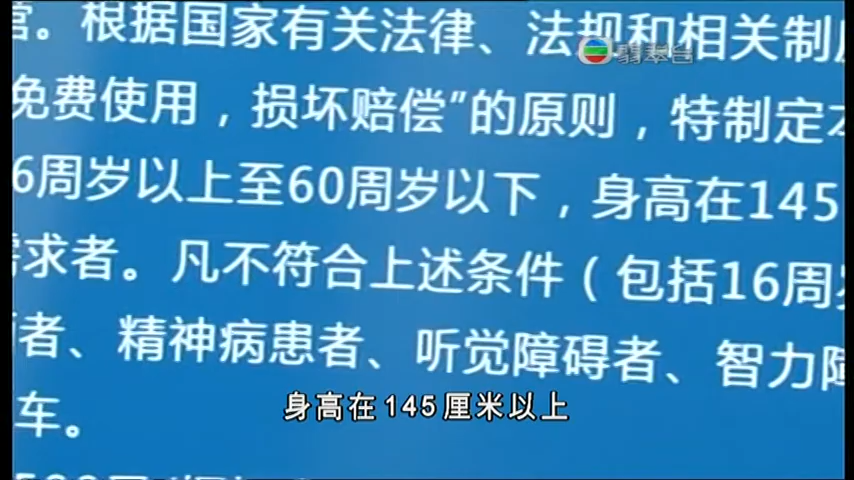 。根据国家有关法律、法规和相关制
翡翠台
免费使用，损坏赔偿”的原则，特制定
6周岁以上至60周岁以下，身高在145
求者。凡不符合上述条件（包括16周
者、精神病患者、听觉障碍者、智力障
车。
身高在145厘米以上